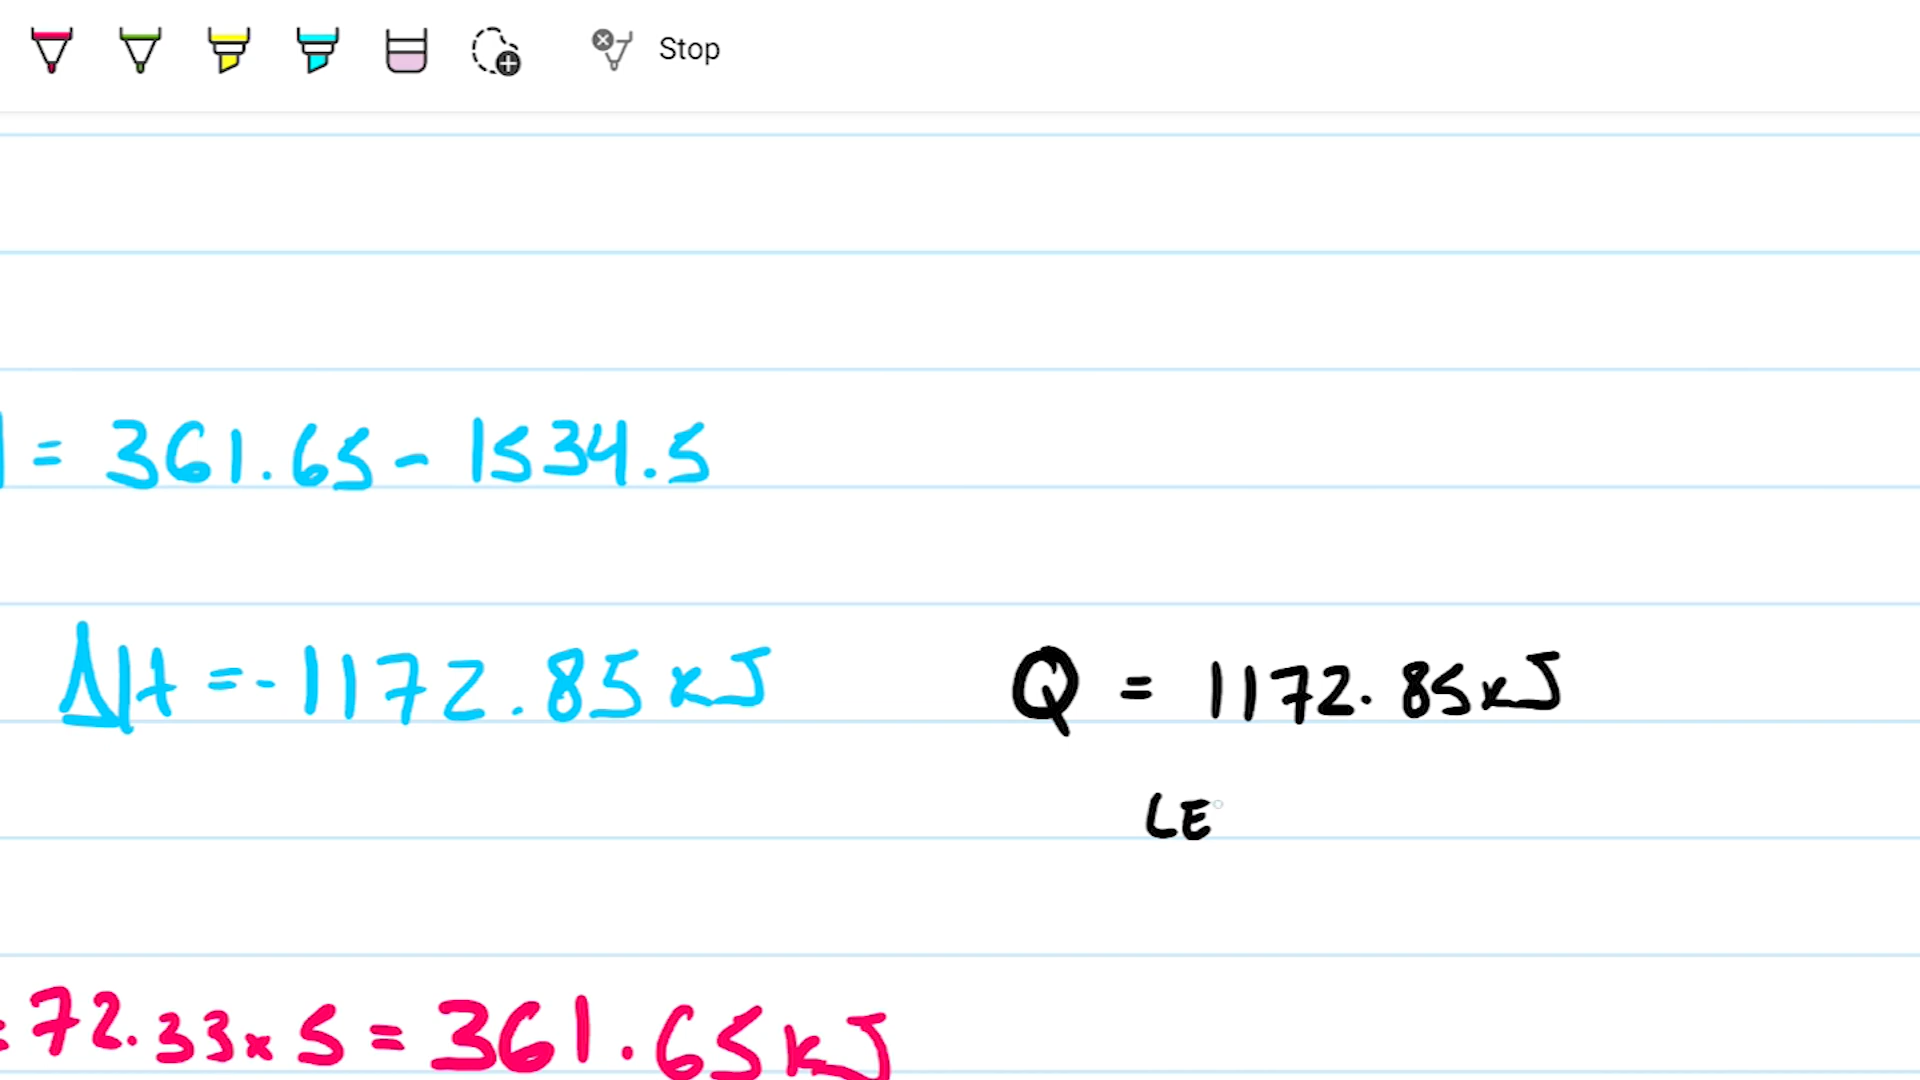 Stop
= 361.65 - 1534.5
ΔH = - 1172.85 kJ
Q = 1172.85 kJ
LE
= 72.33 x 5 = 361.65 kJ